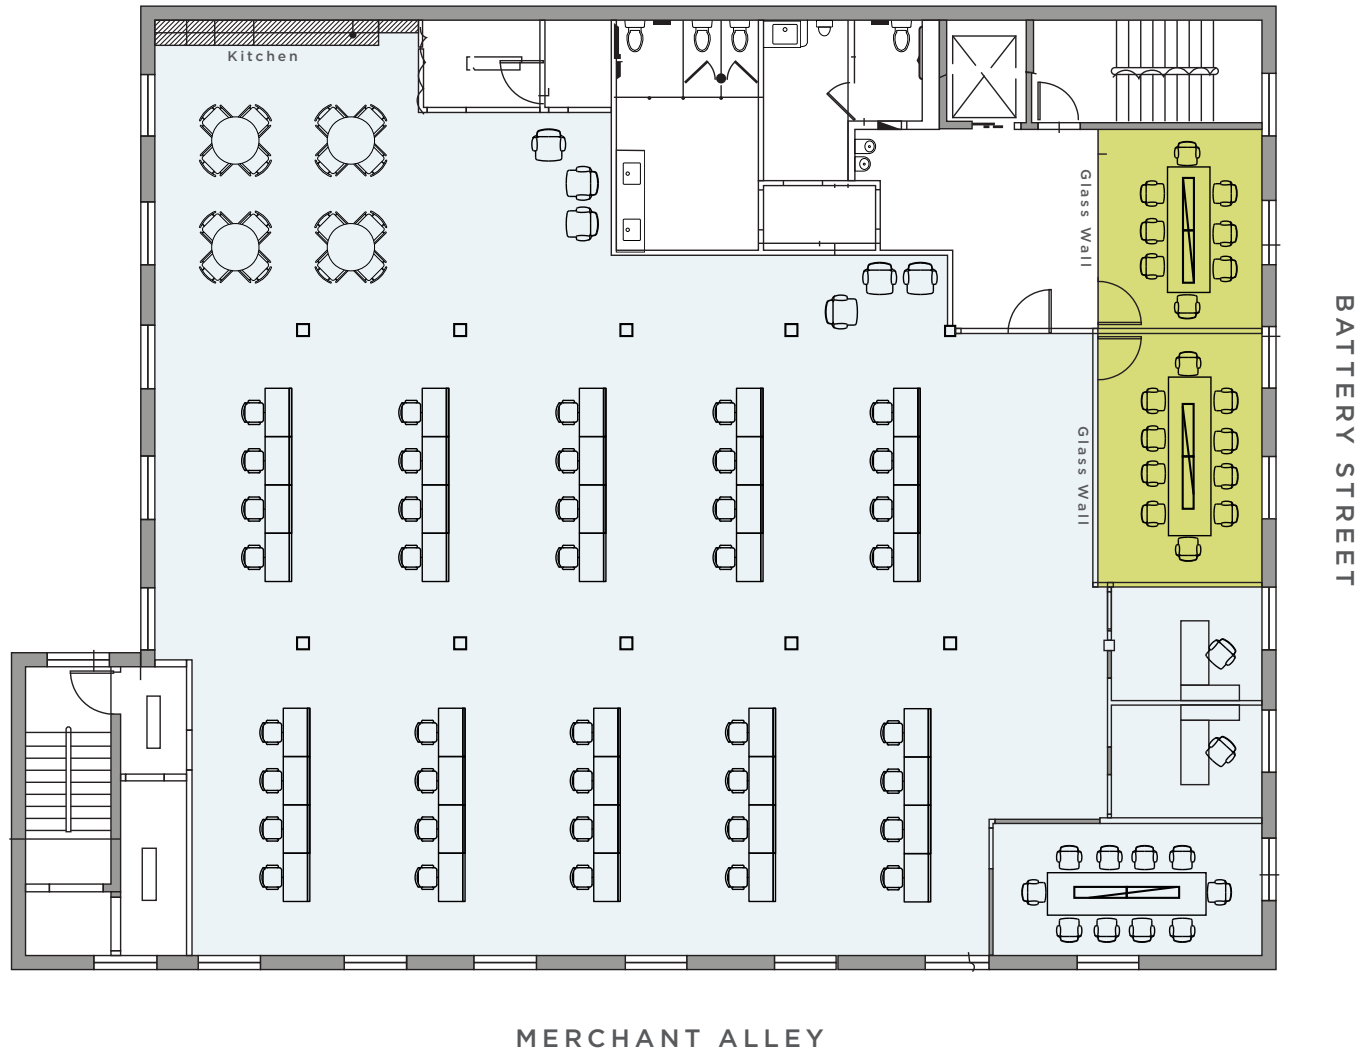 Kitchen
Glass Wall
Glass Wall
BATTERY STREET
MERCHANT ALLEY